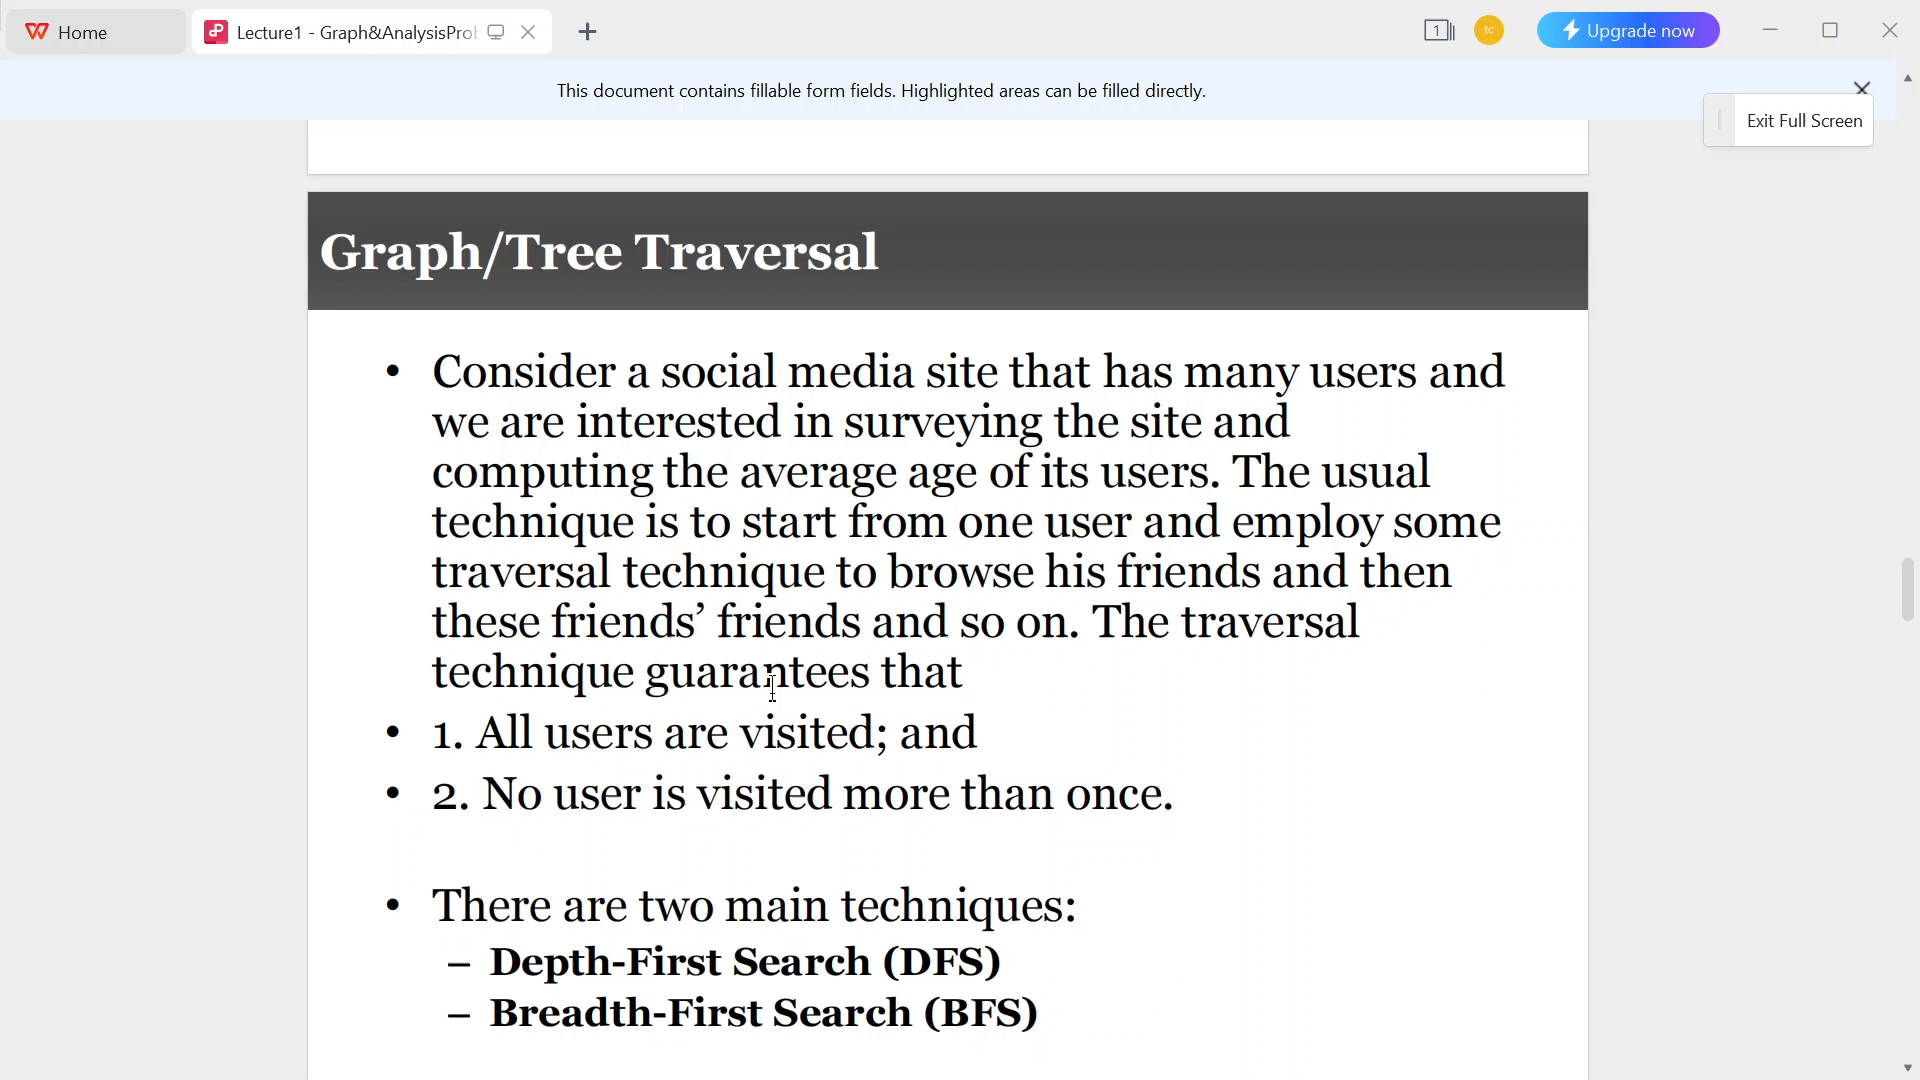 Home
Lecture1 - Graph&AnalysisPro
1
tc
Upgrade now
This document contains fillable form fields. Highlighted areas can be filled directly.
Exit Full Screen
Graph/Tree Traversal
• Consider a social media site that has many users and
we are interested in surveying the site and
computing the average age of its users. The usual
technique is to start from one user and employ some
traversal technique to browse his friends and then
these friends’ friends and so on. The traversal
technique guarantees that
• 1. All users are visited; and
• 2. No user is visited more than once.
• There are two main techniques:
– Depth-First Search (DFS)
– Breadth-First Search (BFS)